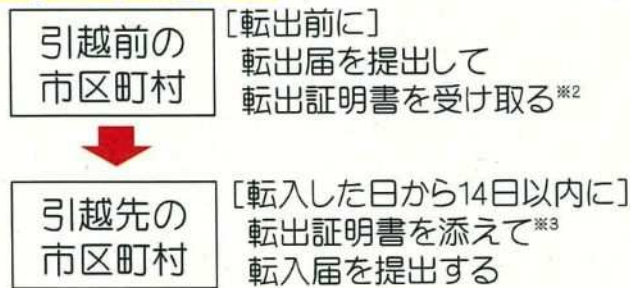 引越前の
市区町村
[転出前に]
転出届を提出して
転出証明書を受け取る※2
引越先の
市区町村
[転入した日から14日以内に]
転出証明書を添えて※3
転入届を提出する